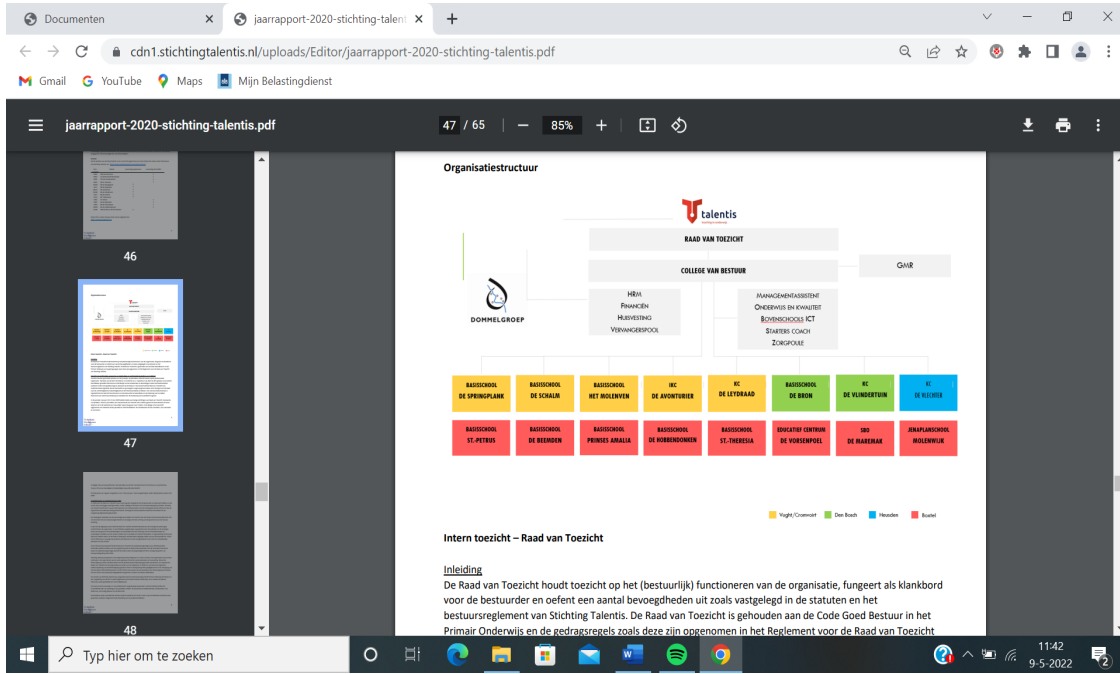 Documenten
jaarrapport-2020-stichting-talent
cdn1.stichtingtalentis.nl/uploads/Editor/jaarrapport-2020-stichting-talentis.pdf
Gmail YouTube Maps Mijn Belastingdienst
jaarrapport-2020-stichting-talentis.pdf
47 / 65 85%
46
47
48
Organisatiestructuur
talentis
RAAD VAN TOEZICHT
COLLEGE VAN BESTUUR
GMR
DOMMELGROEP
HRM
FINANCIËN
HUISVESTING
VERVANGERSPOOL
MANAGEMENTASSISTENT
ONDERWIJS EN KWALITEIT
BOVENSCHOOLS ICT
STARTERS COACH
ZORGPOULE
BASISSCHOOL
DE SPRINGPLANK
BASISSCHOOL
DE SCHALM
BASISSCHOOL
HET MOLENVEN
IKC
DE AVONTURIER
KC
DE LEYDRAAD
BASISSCHOOL
DE BRON
KC
DE VLINDERTUIN
KC
DE VLUCHTER
BASISSCHOOL
ST.-PETRUS
BASISSCHOOL
DE BEEMDEN
BASISSCHOOL
PRINSES AMALIA
BASISSCHOOL
DE HOBBENDONKEN
BASISSCHOOL
ST.-THERESIA
EDUCATIEF CENTRUM
DE VORSENPOEL
SBO
DE MAREMAK
JENAPLANSCHOOL
MOLENWIJK
Vught/Cromvoirt Den Bosch Heusden Boxtel
Intern toezicht – Raad van Toezicht
Inleiding
De Raad van Toezicht houdt toezicht op het (bestuurlijk) functioneren van de organisatie, fungeert als klankbord
voor de bestuurder en oefent een aantal bevoegdheden uit zoals vastgelegd in de statuten en het
bestuursreglement van Stichting Talentis. De Raad van Toezicht is gehouden aan de Code Goed Bestuur in het
Primair Onderwijs en de gedragsregels zoals deze zijn opgenomen in het Reglement voor de Raad van Toezicht
Typ hier om te zoeken
11:42
9-5-2022
2